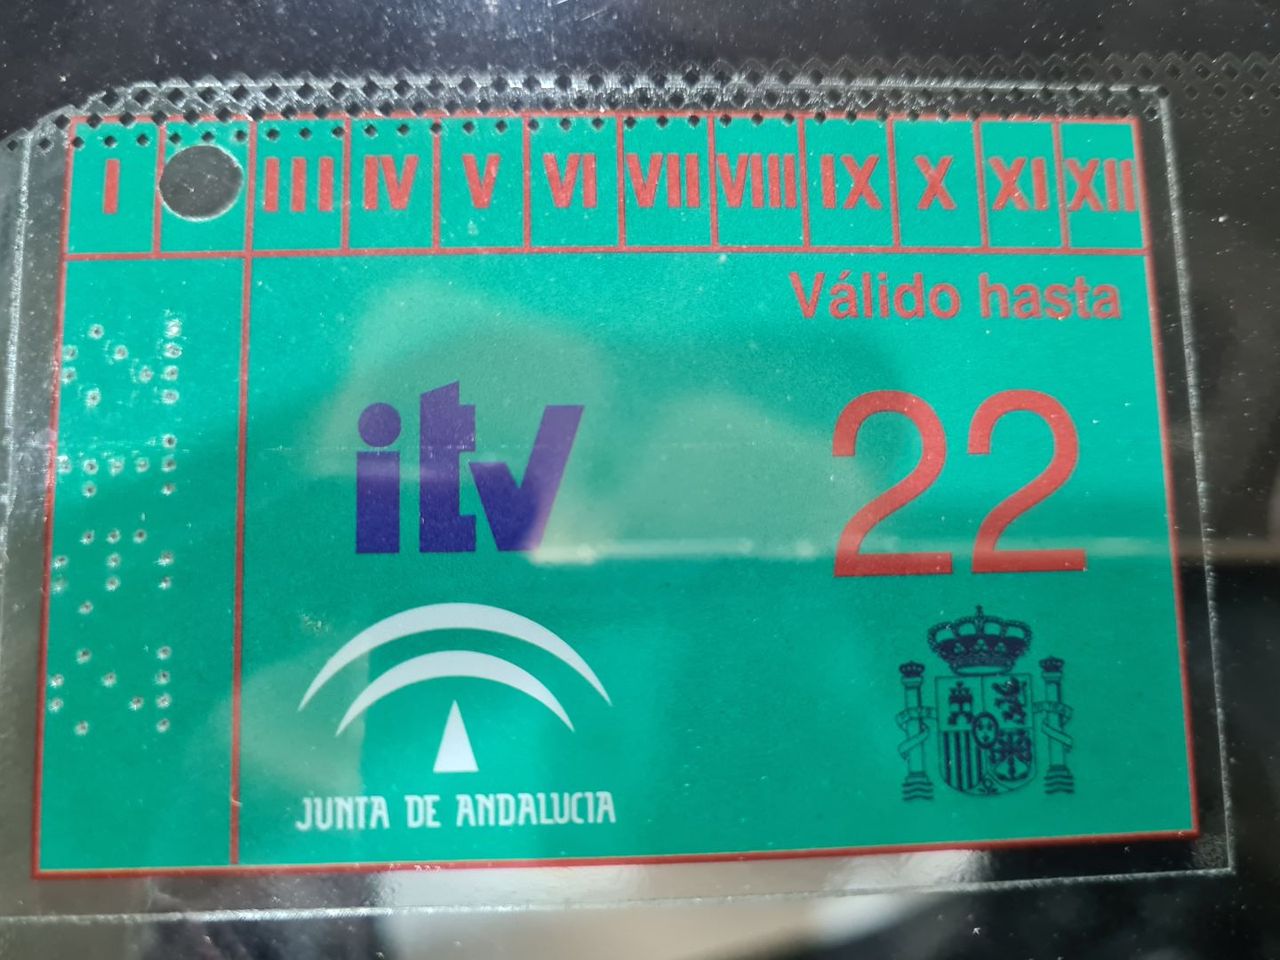 I III IV V VI VII VIII IX X XI XII
Válido hasta
itv
22
JUNTA DE ANDALUCIA